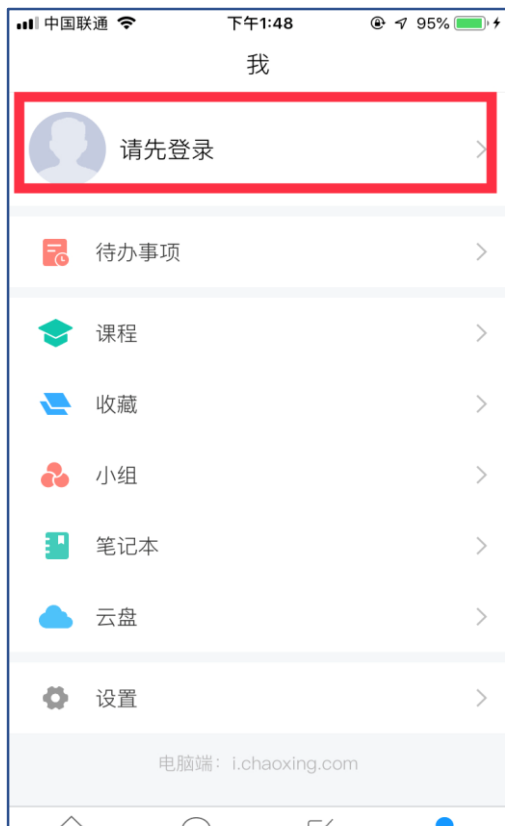 中国联通 下午1:48 95%
我
请先登录
待办事项
课程
收藏
小组
笔记本
云盘
设置
电脑端：i.chaoxing.com